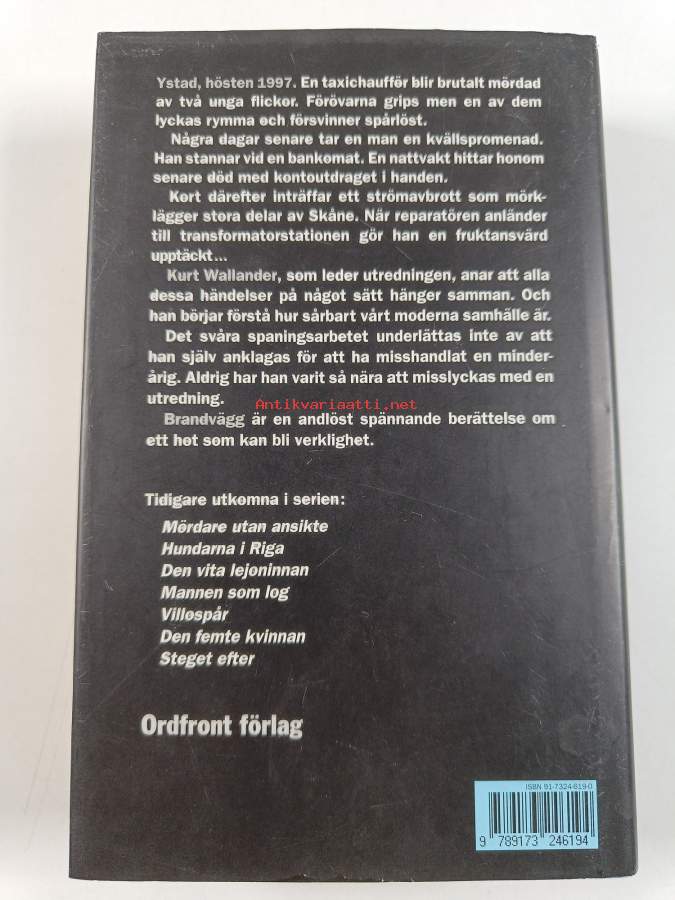 Ystad, hösten 1997. En taxichaufför blir brutalt mördad
av två unga flickor. Förövarna grips men en av dem
lyckas rymma och försvinner spårlöst.
Några dagar senare tar en man en kvällspromenad.
Han stannar vid en bankomat. En nattvakt hittar honom
senare död med kontoutdraget i handen.
Kort därefter inträffar ett strömavbrott som mörk-
lägger stora delar av Skåne. När reparatören anländer
till transformatorstationen gör han en fruktansvärd
upptäckt...
Kurt Wallander, som leder utredningen, anar att alla
dessa händelser på något sätt hänger samman. Och
han börjar förstå hur sårbart vårt moderna samhälle är.
Det svåra spaningsarbetet underlättas inte av att
han själv anklagas för att ha misshandlat en minder-
årig. Aldrig har han varit så nära att misslyckas med en
utredning.
Antikvariaatti.net
Brandvägg är en andlöst spännande berättelse om
ett hot som kan bli verklighet.
Tidigare utkomna i serien:
Mördare utan ansikte
Hundarna i Riga
Den vita lejoninnan
Mannen som log
Villospår
Den femte kvinnan
Steget efter
Ordfront förlag
ISBN 91-7324-619-0
9 789173 246194